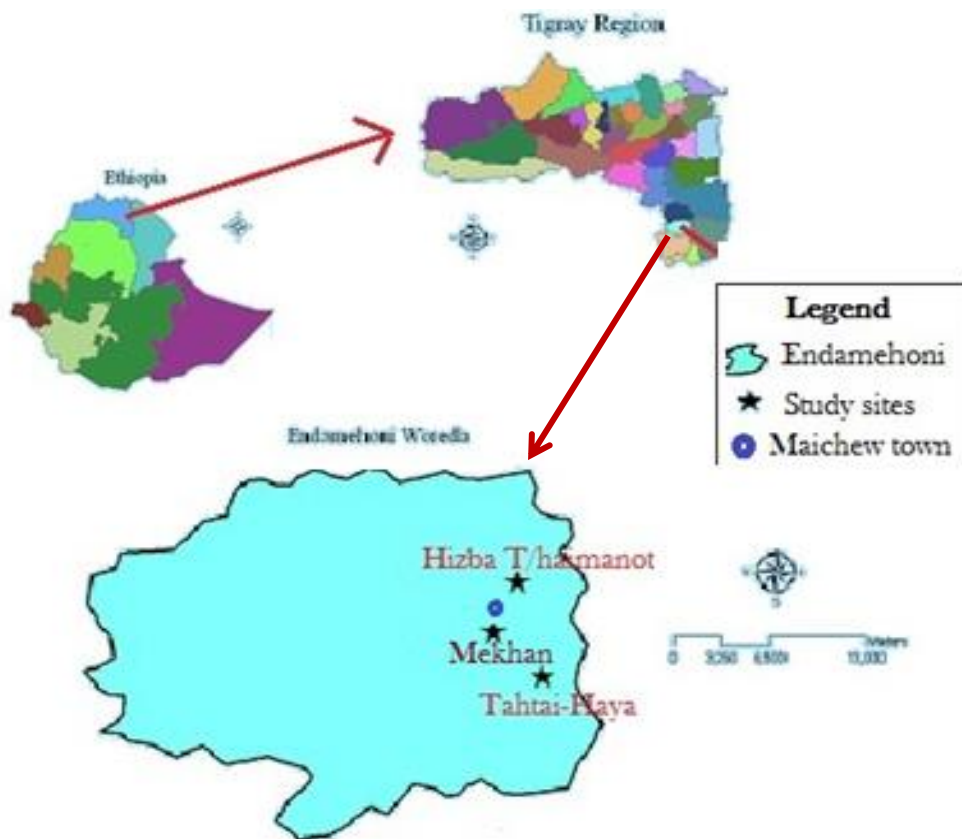 Tigray Region
Ethiopia
Legend
Endamehoni
Study sites
Maichew town
Endamehoni Woreda
Hizba T/haimanot
Mekhan
Tahtai-Haya
Meters
0